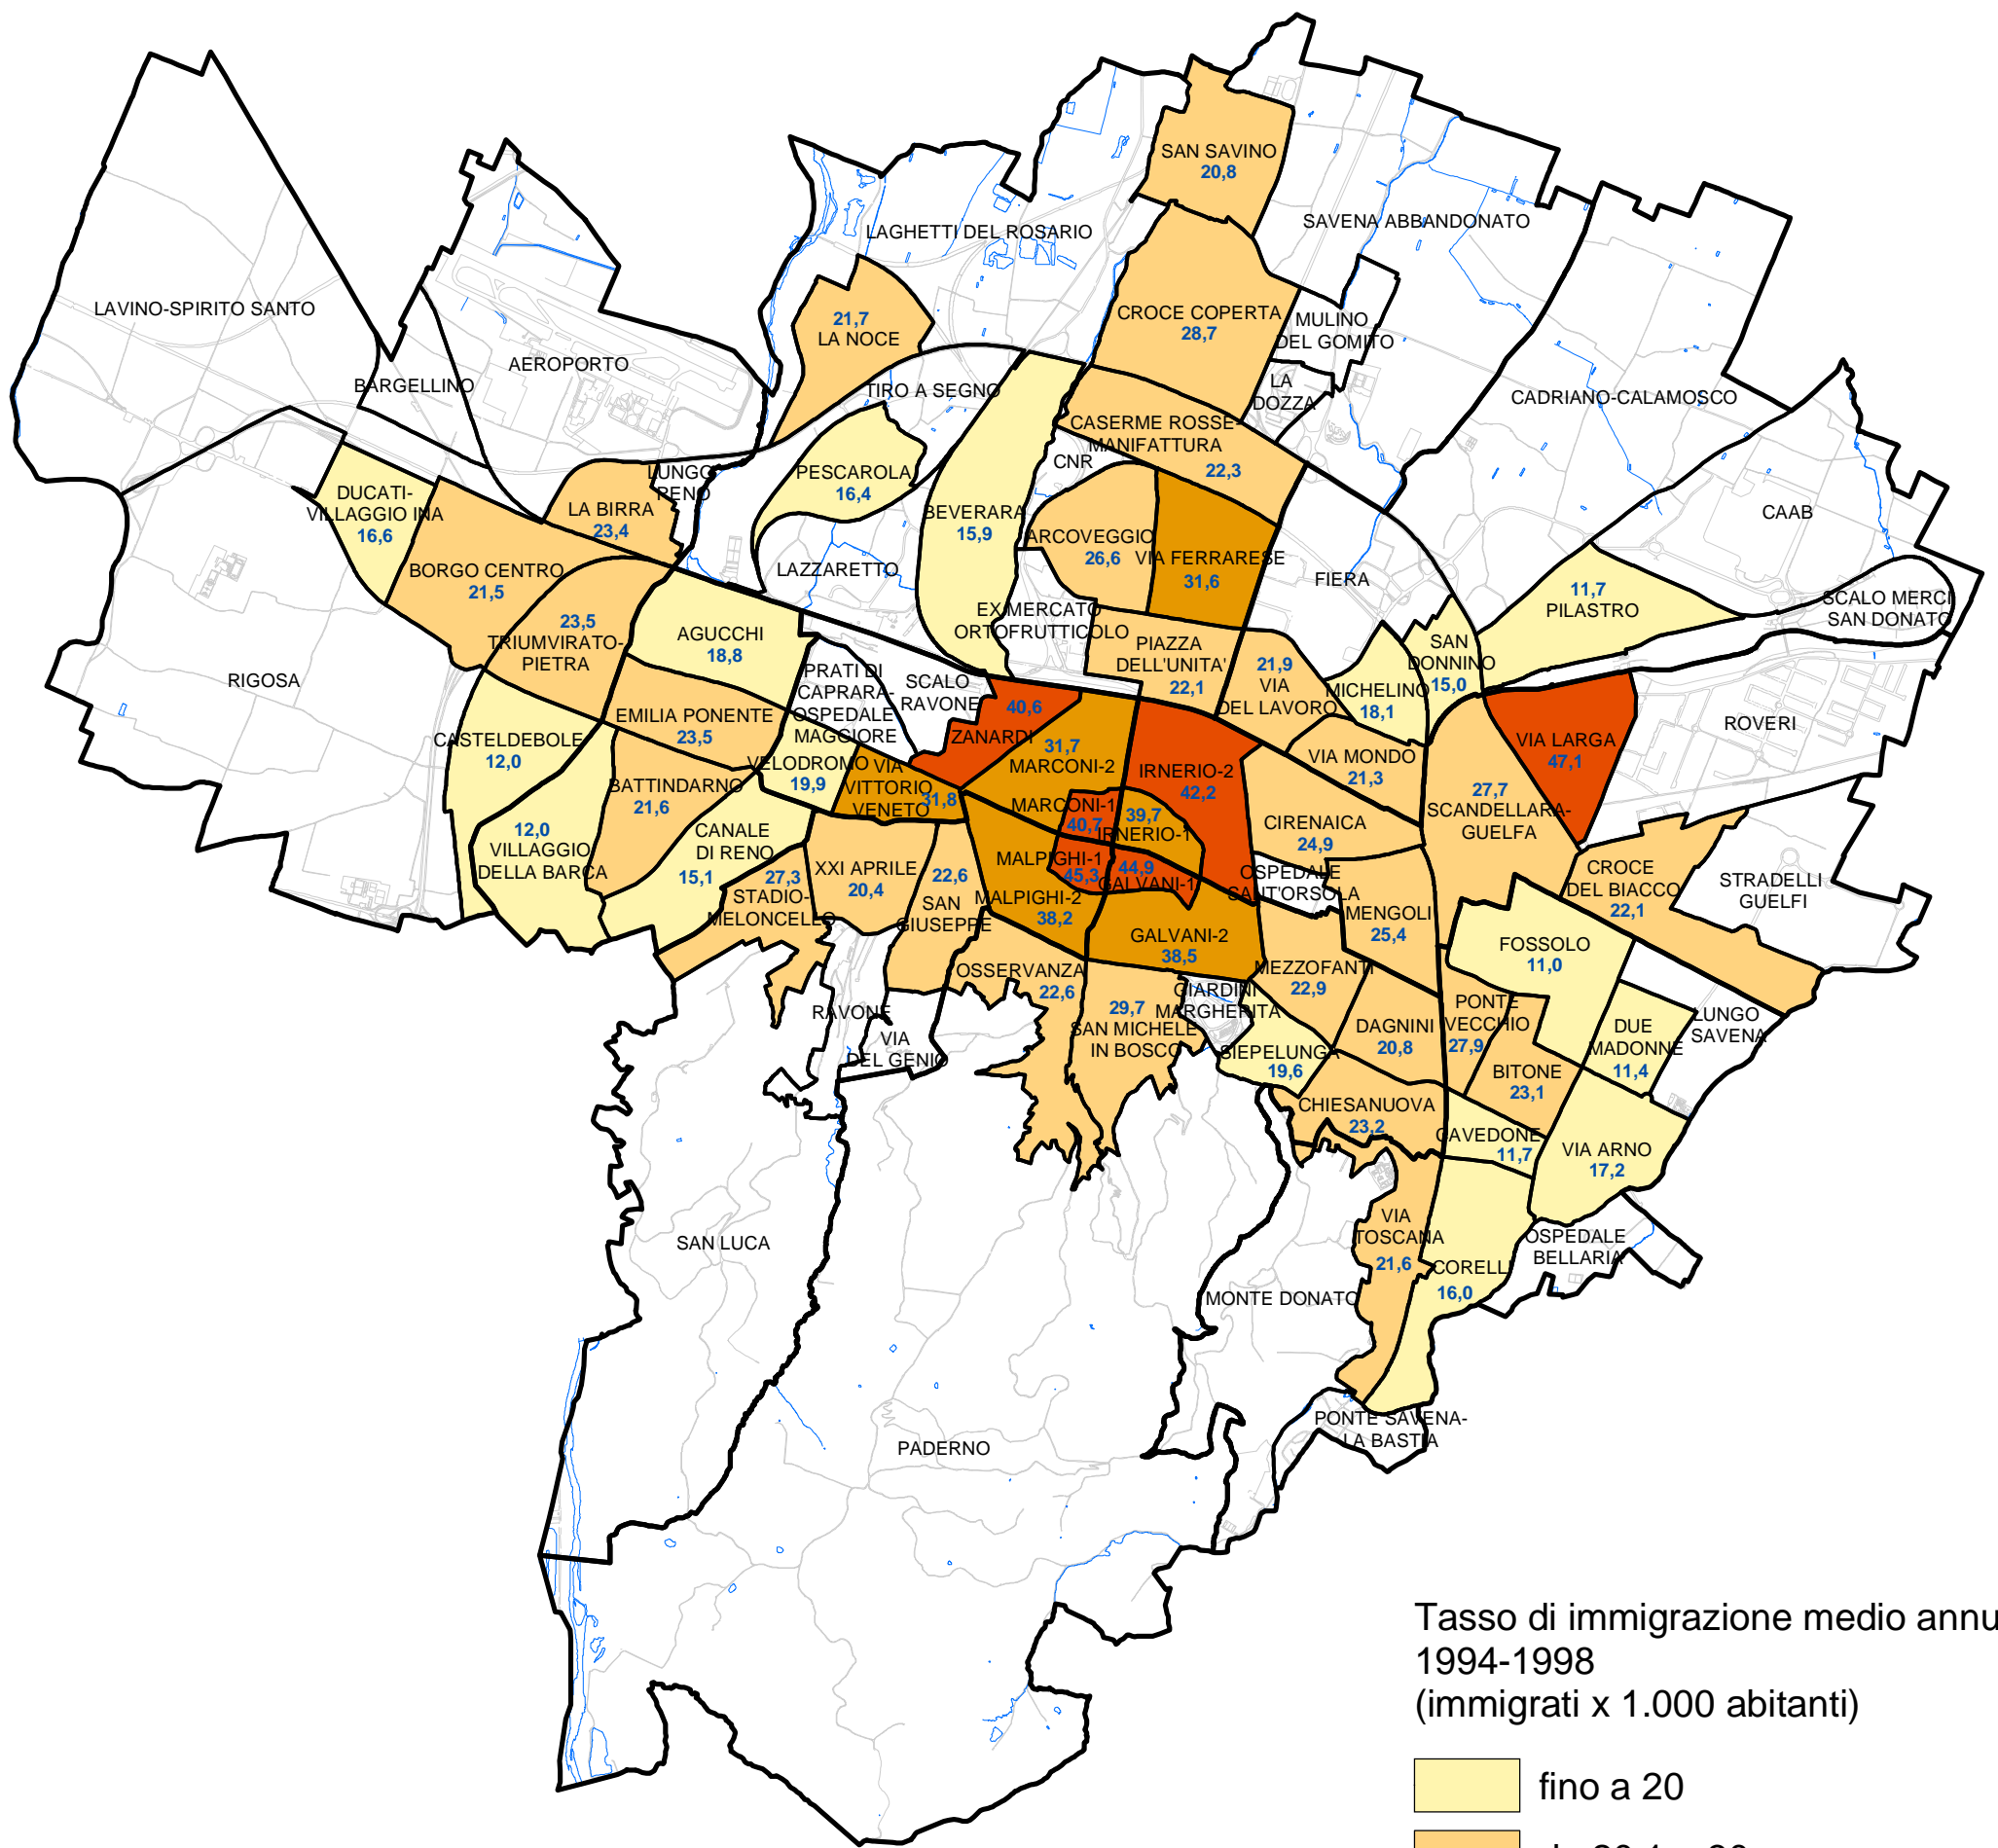 SAN SAVINO
20,8
SAVENA ABBANDONATO
LAGHETTI DEL ROSARIO
LAVINO-SPIRITO SANTO
21,7
LA NOCE
CROCE COPERTA
28,7
MULINO
DEL GOMITO
AEROPORTO
BARGELLINO
TIRO A SEGNO
LA
DOZZA
CADRIANO-CALAMOSCO
CASERME ROSSE-
MANIFATTURA
22,3
CNR
LUNGO
RENO
PESCAROLA
16,4
DUCATI-
VILLAGGIO INA
16,6
LA BIRRA
23,4
BEVERARA
15,9
CAAB
ARCOVEGGIO
26,6
VIA FERRARESE
31,6
BORGO CENTRO
21,5
LAZZARETTO
FIERA
11,7
PILASTRO
SCALO MERCI
SAN DONATO
EX MERCATO
ORTOFRUTTICOLO
23,5
TRIUMVIRATO-
PIETRA
AGUCCHI
18,8
PIAZZA
DELL'UNITA'
22,1
21,9
VIA
DEL LAVORO
SAN
DONNINO
15,0
RIGOSA
PRATI DI
CAPRARA-
OSPEDALE
MAGGIORE
SCALO
RAVONE
MICHELINO
18,1
40,6
ZANARDI
EMILIA PONENTE
23,5
ROVERI
CASTELDEBOLE
12,0
31,7
MARCONI-2
VIA LARGA
47,1
VELODROMO
19,9
VIA
VITTORIO
VENETO
31,8
IRNERIO-2
42,2
VIA MONDO
21,3
BATTINDARNO
21,6
27,7
SCANDELLARA-
GUELFA
MARCONI-1
40,7
39,7
IRNERIO-1
12,0
VILLAGGIO
DELLA BARCA
CANALE
DI RENO
15,1
CIRENAICA
24,9
MALPIGHI-1
45,3
44,9
GALVANI-1
XXI APRILE
20,4
27,3
STADIO-
MELONCELLO
22,6
SAN
GIUSEPPE
MALPIGHI-2
38,2
OSPEDALE
SANT'ORSOLA
CROCE
DEL BIACCO
22,1
STRADELLI
GUELFI
MENGOLI
25,4
GALVANI-2
38,5
FOSSOLO
11,0
OSSERVANZA
22,6
MEZZOFANTI
22,9
GIARDINI
MARGHERITA
RAVONE
29,7
SAN MICHELE
IN BOSCO
PONTE
VECCHIO
27,9
LUNGO
SAVENA
VIA
DEL GENIO
DAGNINI
20,8
DUE
MADONNE
11,4
SIEPELUNGA
19,6
BITONE
23,1
CHIESANUOVA
23,2
CAVEDONE
11,7
VIA ARNO
17,2
SAN LUCA
VIA
TOSCANA
21,6
OSPEDALE
BELLARIA
CORELLI
16,0
MONTE DONATO
PONTE SAVENA-
LA BASTIA
PADERNO
Tasso di immigrazione medio annu
1994-1998
(immigrati x 1.000 abitanti)
fino a 20